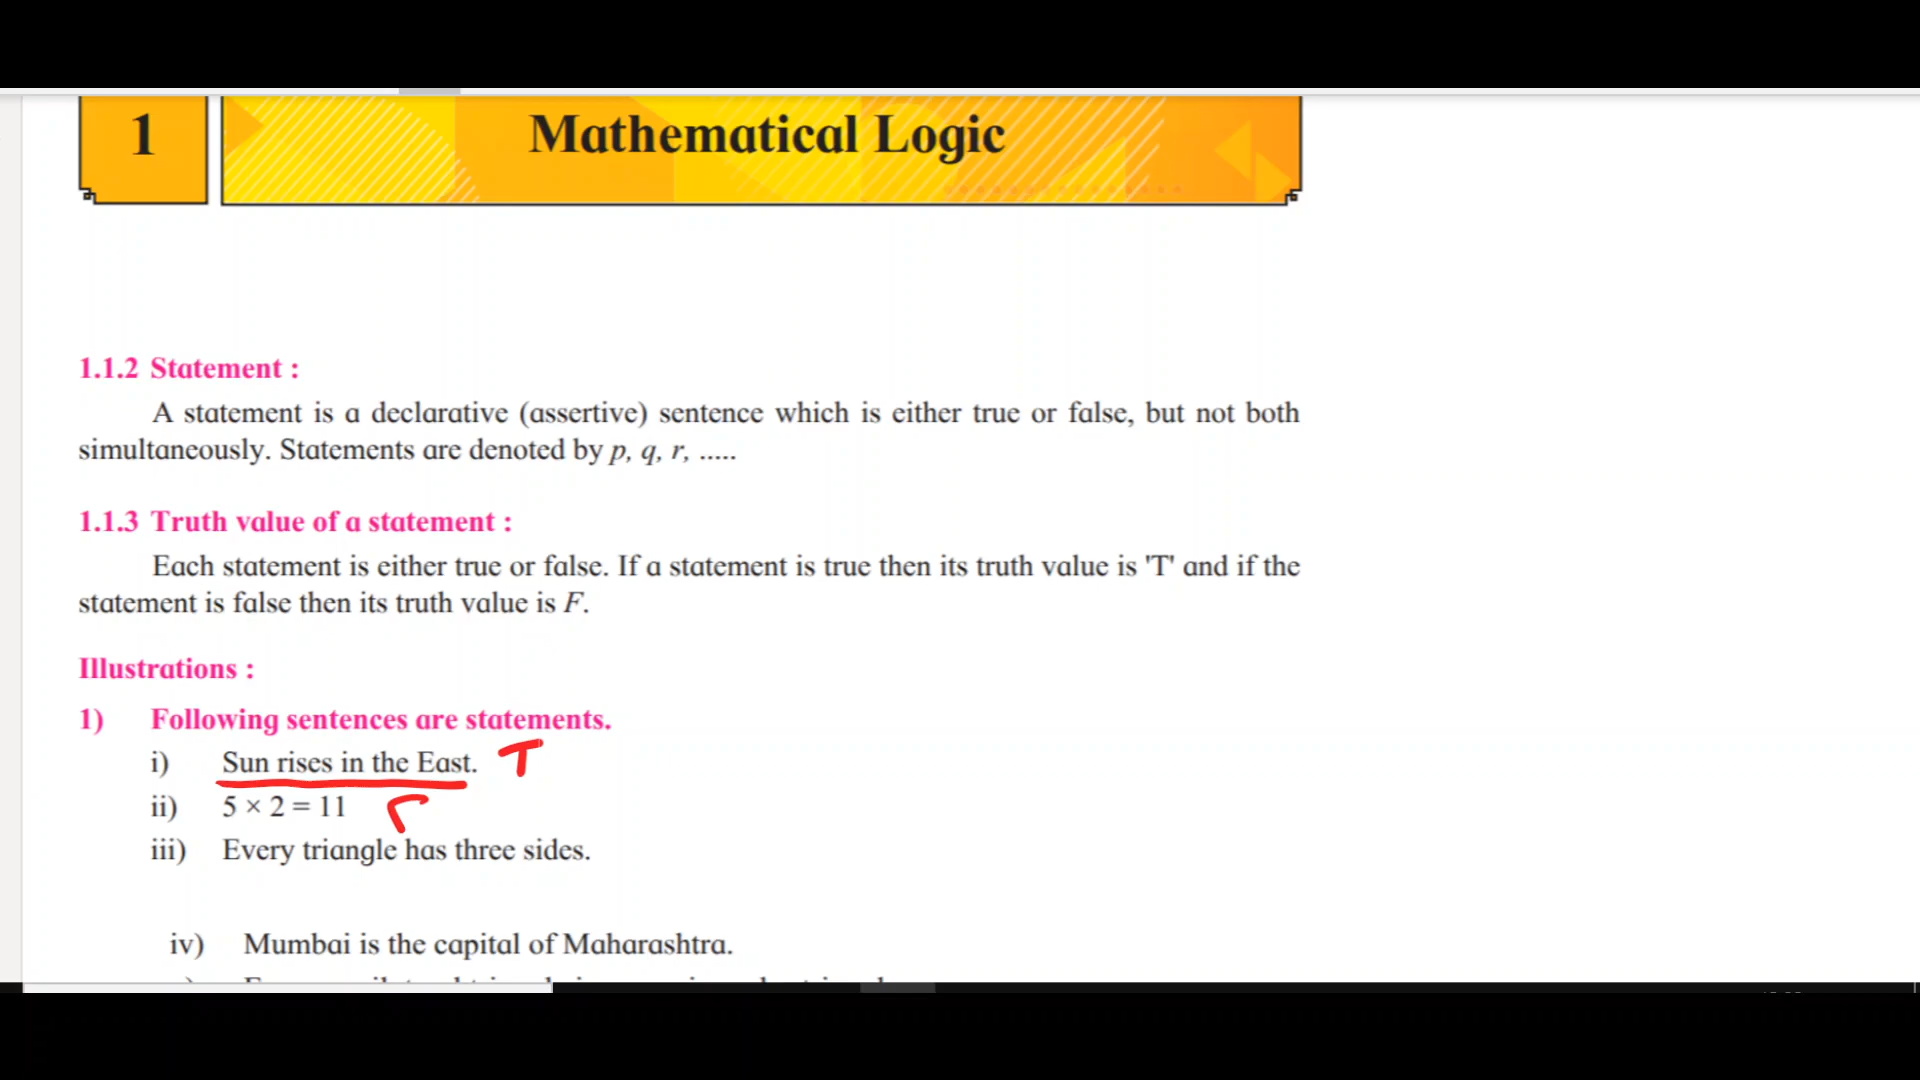 1
Mathematical Logic
1.1.2 Statement :
A statement is a declarative (assertive) sentence which is either true or false, but not both
simultaneously. Statements are denoted by p, q, r, .....
1.1.3 Truth value of a statement :
Each statement is either true or false. If a statement is true then its truth value is 'T' and if the
statement is false then its truth value is F.
Illustrations :
1) Following sentences are statements.
i) Sun rises in the East. T
ii) 5 × 2 = 11
iii) Every triangle has three sides.
iv) Mumbai is the capital of Maharashtra.